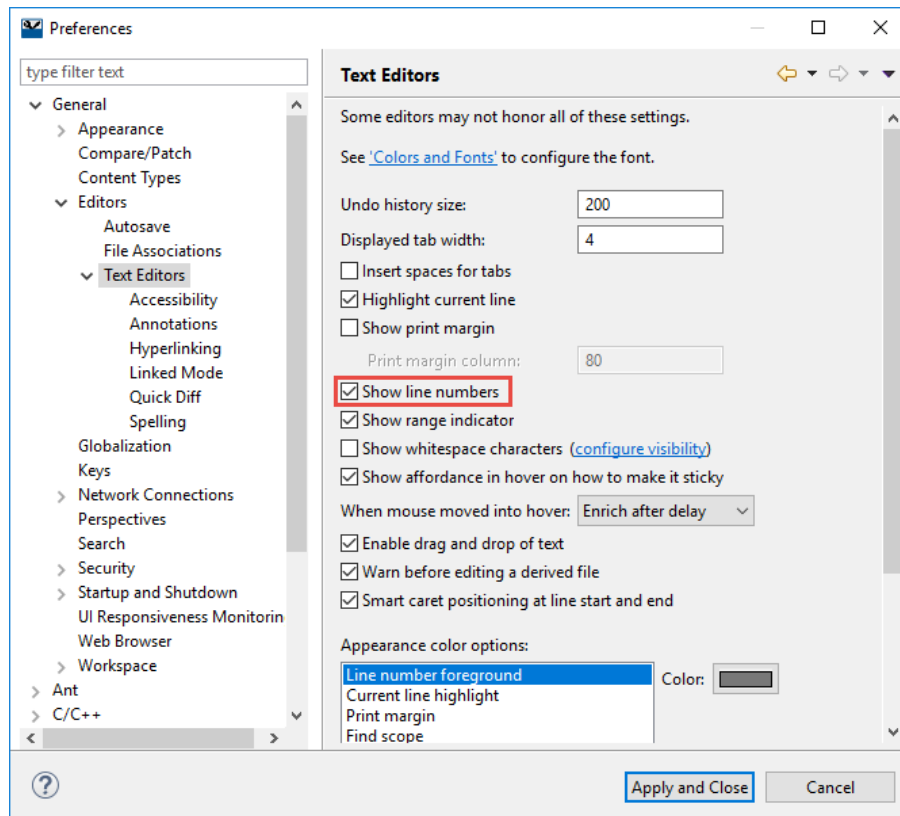 Preferences
type filter text
General
Appearance
Compare/Patch
Content Types
Editors
Autosave
File Associations
Text Editors
Accessibility
Annotations
Hyperlinking
Linked Mode
Quick Diff
Spelling
Globalization
Keys
Network Connections
Perspectives
Search
Security
Startup and Shutdown
UI Responsiveness Monitorin
Web Browser
Workspace
Ant
C/C++
Text Editors
Some editors may not honor all of these settings.
See 'Colors and Fonts' to configure the font.
Undo history size: 200
Displayed tab width: 4
Insert spaces for tabs
Highlight current line
Show print margin
Print margin column: 80
Show line numbers
Show range indicator
Show whitespace characters (configure visibility)
Show affordance in hover on how to make it sticky
When mouse moved into hover: Enrich after delay
Enable drag and drop of text
Warn before editing a derived file
Smart caret positioning at line start and end
Appearance color options:
Line number foreground
Current line highlight
Print margin
Find scope
Color:
?
Apply and Close
Cancel